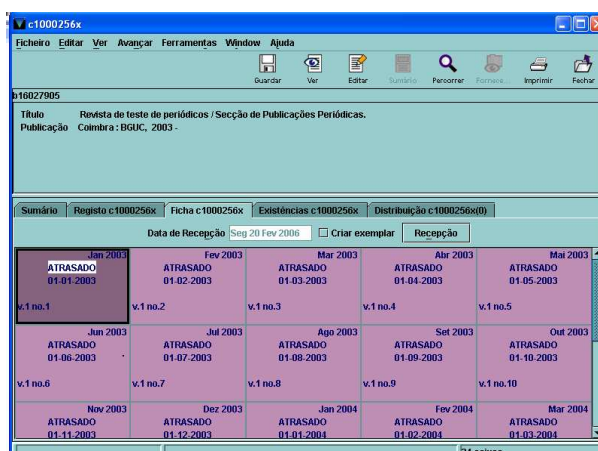 c1000256x
Ficheiro Editar Ver Avançar Ferramentas Window Ajuda
Guardar Ver Editar Sumário Percorrer Fornece... Imprimir Fechar
b16027905
Título Revista de teste de periódicos / Secção de Publicações Periódicas.
Publicação Coimbra : BGUC, 2003 -
Sumário Registo c1000256x Ficha c1000256x Existências c1000256x Distribuição c1000256x(0)
Data de Recepção Seg 20 Fev 2006 Criar exemplar Recepção
Jan 2003 Fev 2003 Mar 2003 Abr 2003 Mai 2003
ATRASADO ATRASADO ATRASADO ATRASADO ATRASADO
01-01-2003 01-02-2003 01-03-2003 01-04-2003 01-05-2003
v.1 no.1 v.1 no.2 v.1 no.3 v.1 no.4 v.1 no.5
Jun 2003 Jul 2003 Ago 2003 Set 2003 Out 2003
ATRASADO ATRASADO ATRASADO ATRASADO ATRASADO
01-06-2003 01-07-2003 01-08-2003 01-09-2003 01-10-2003
v.1 no.6 v.1 no.7 v.1 no.8 v.1 no.9 v.1 no.10
Nov 2003 Dez 2003 Jan 2004 Fev 2004 Mar 2004
ATRASADO ATRASADO ATRASADO ATRASADO ATRASADO
01-11-2003 01-12-2003 01-01-2004 01-02-2004 01-03-2004